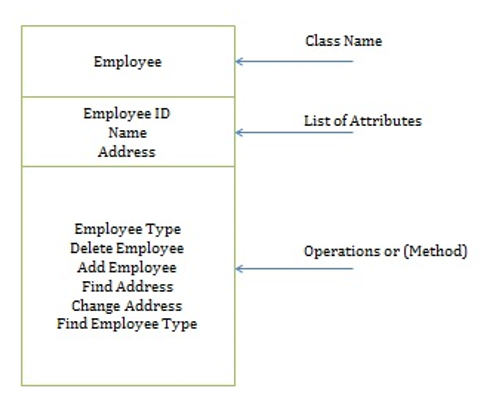 Employee
Class Name
Employee ID
Name
Address
List of Attributes
Employee Type
Delete Employee
Add Employee
Find Address
Change Address
Find Employee Type
Operations or (Method)